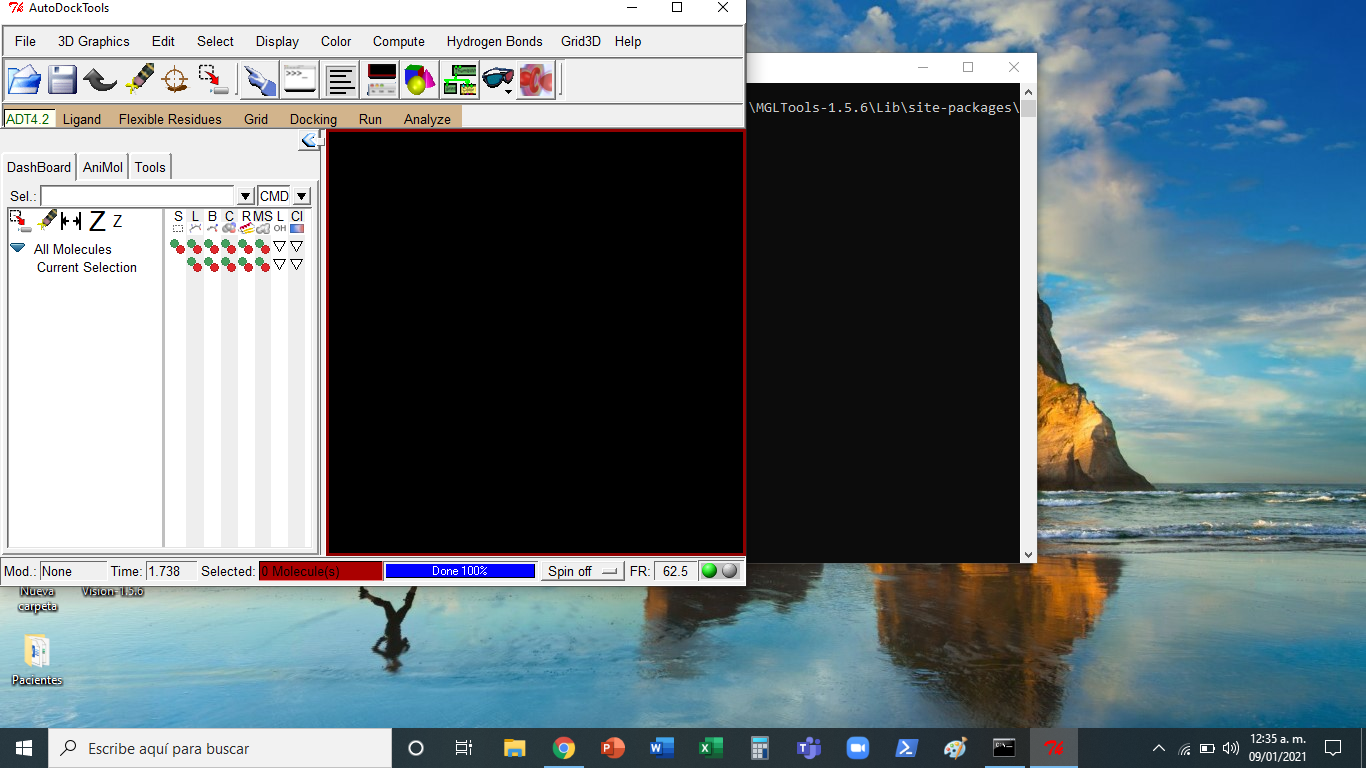 AutoDockTools
File 3D Graphics Edit Select Display Color Compute Hydrogen Bonds Grid3D Help
ADT4.2 Ligand Flexible Residues Grid Docking Run Analyze
\MGLTools-1.5.6\Lib\site-packages\
DashBoard AniMol Tools
Sel.: CMD
Z Z S L B C R MS L Cl
OH
All Molecules
Current Selection
Mod.: None Time: 1.738 Selected: 0 Molecule(s) Done 100% Spin off FR: 62.5
Nueva
carpeta
Vision-1.5.6
Pacientes
Escribe aquí para buscar
12:35 a. m.
09/01/2021